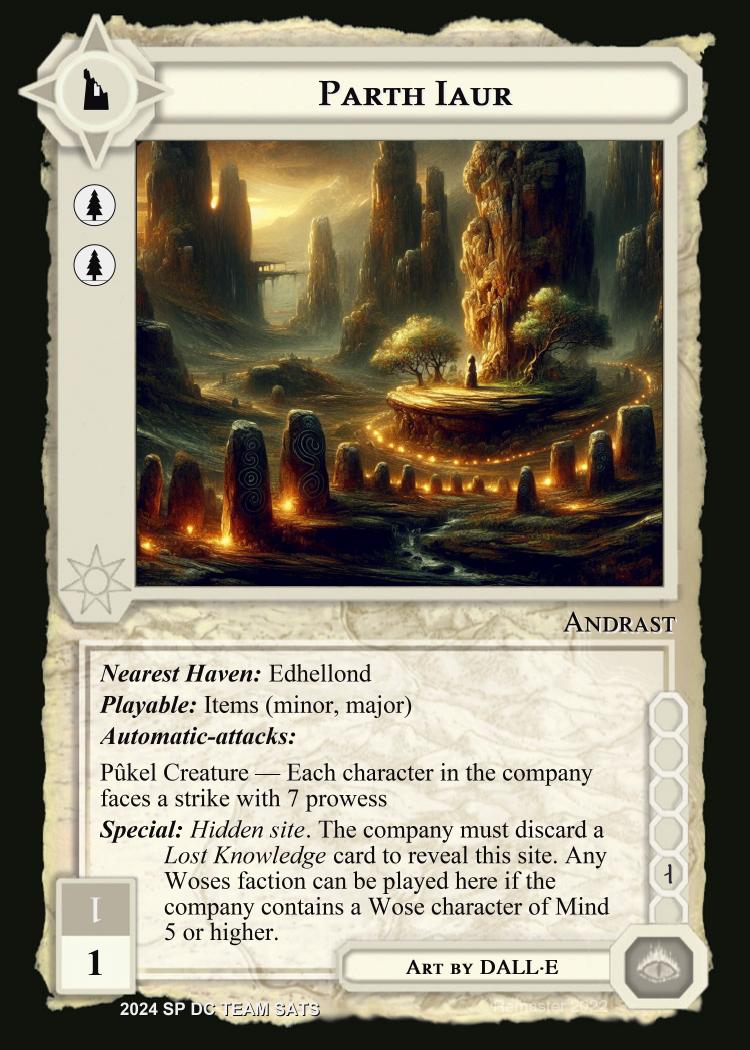 Parth Iaur
Andrast
Nearest Haven: Edhellond
Playable: Items (minor, major)
Automatic-attacks:
Pûkel Creature — Each character in the company
faces a strike with 7 prowess
Special: Hidden site. The company must discard a
Lost Knowledge card to reveal this site. Any
Woses faction can be played here if the
company contains a Wose character of Mind
5 or higher.
1
1
Art by DALL·E
2024 SP DC TEAM SATS
Remaster 2022